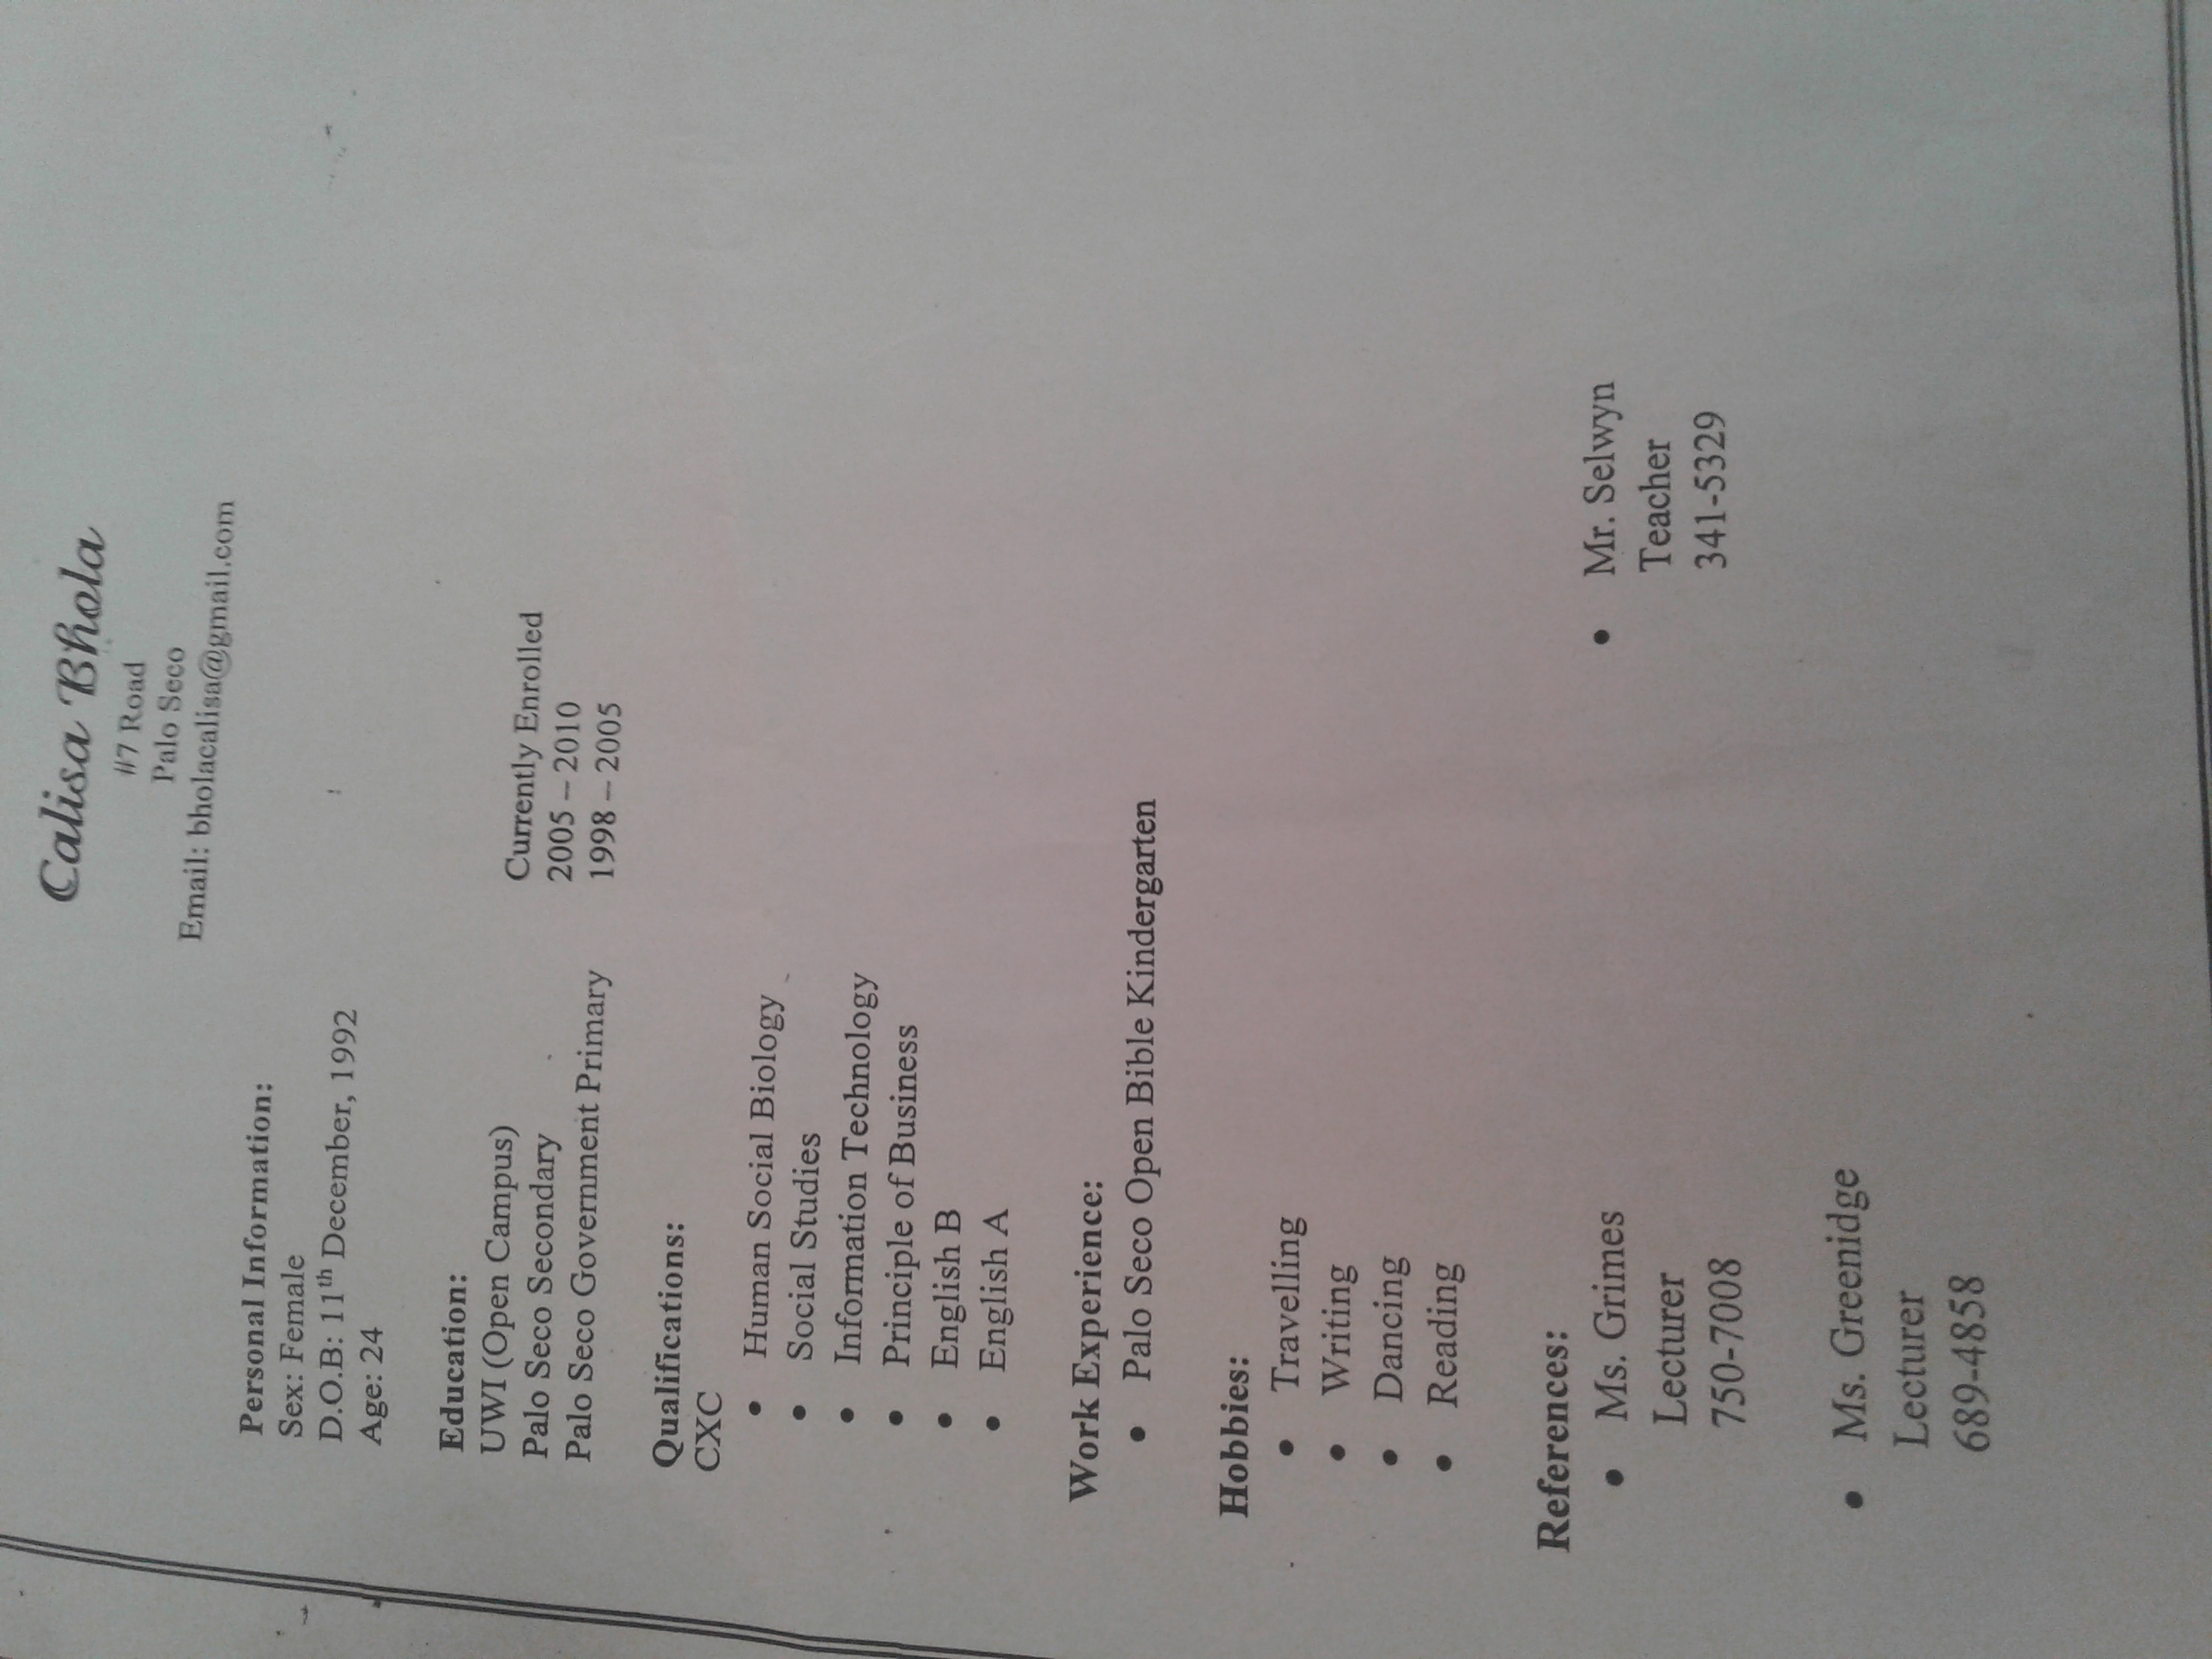 Calisa Bhola
#7 Road
Palo Seco
Email: bholacalisa@gmail.com
Personal Information:
Sex: Female
D.O.B: 11th December, 1992
Age: 24
Education:
UWI (Open Campus) Currently Enrolled
Palo Seco Secondary 2005 – 2010
Palo Seco Government Primary 1998 – 2005
Qualifications:
CXC
• Human Social Biology
• Social Studies
• Information Technology
• Principle of Business
• English B
• English A
Work Experience:
• Palo Seco Open Bible Kindergarten
Hobbies:
• Travelling
• Writing
• Dancing
• Reading
References:
• Ms. Grimes
Lecturer
750-7008
• Mr. Selwyn
Teacher
341-5329
• Ms. Greenidge
Lecturer
689-4858